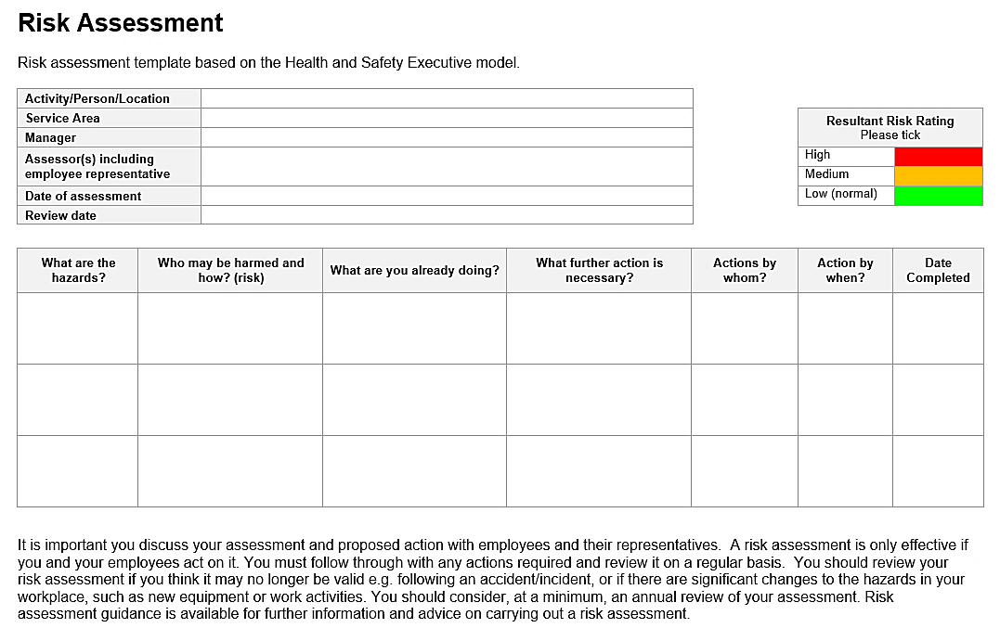 Risk Assessment
Risk assessment template based on the Health and Safety Executive model.
Activity/Person/Location
Service Area
Manager
Assessor(s) including
employee representative
Date of assessment
Review date
Resultant Risk Rating
Please tick
High
Medium
Low (normal)
What are the
hazards?
Who may be harmed and
how? (risk)
What are you already doing?
What further action is
necessary?
Actions by
whom?
Action by
when?
Date
Completed
It is important you discuss your assessment and proposed action with employees and their representatives.  A risk assessment is only effective if
you and your employees act on it. You must follow through with any actions required and review it on a regular basis.  You should review your
risk assessment if you think it may no longer be valid e.g. following an accident/incident, or if there are significant changes to the hazards in your
workplace, such as new equipment or work activities. You should consider, at a minimum, an annual review of your assessment. Risk
assessment guidance is available for further information and advice on carrying out a risk assessment.